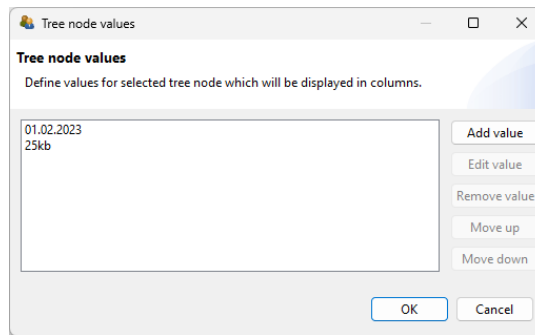 Tree node values
Tree node values
Define values for selected tree node which will be displayed in columns.
01.02.2023
25kb
Add value
Edit value
Remove value
Move up
Move down
OK
Cancel